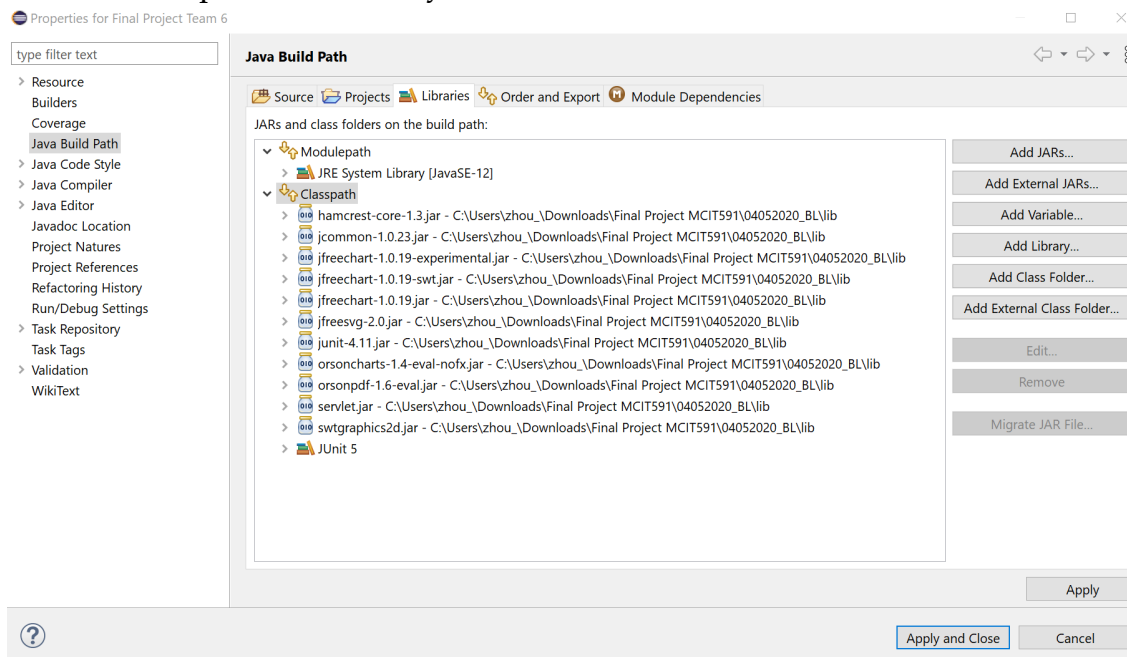 Properties for Final Project Team 6
type filter text
Resource
Builders
Coverage
Java Build Path
Java Code Style
Java Compiler
Java Editor
Javadoc Location
Project Natures
Project References
Refactoring History
Run/Debug Settings
Task Repository
Task Tags
Validation
WikiText
Java Build Path
Source Projects Libraries Order and Export Module Dependencies
JARs and class folders on the build path:
Modulepath
JRE System Library [JavaSE-12]
Classpath
hamcrest-core-1.3.jar - C:\Users\zhou_\Downloads\Final Project MCIT591\04052020_BL\lib
jcommon-1.0.23.jar - C:\Users\zhou_\Downloads\Final Project MCIT591\04052020_BL\lib
jfreechart-1.0.19-experimental.jar - C:\Users\zhou_\Downloads\Final Project MCIT591\04052020_BL\lib
jfreechart-1.0.19-swt.jar - C:\Users\zhou_\Downloads\Final Project MCIT591\04052020_BL\lib
jfreechart-1.0.19.jar - C:\Users\zhou_\Downloads\Final Project MCIT591\04052020_BL\lib
jfreesvg-2.0.jar - C:\Users\zhou_\Downloads\Final Project MCIT591\04052020_BL\lib
junit-4.11.jar - C:\Users\zhou_\Downloads\Final Project MCIT591\04052020_BL\lib
orsoncharts-1.4-eval-nofx.jar - C:\Users\zhou_\Downloads\Final Project MCIT591\04052020_BL\lib
orsonpdf-1.6-eval.jar - C:\Users\zhou_\Downloads\Final Project MCIT591\04052020_BL\lib
servlet.jar - C:\Users\zhou_\Downloads\Final Project MCIT591\04052020_BL\lib
swtgraphics2d.jar - C:\Users\zhou_\Downloads\Final Project MCIT591\04052020_BL\lib
JUnit 5
Add JARs...
Add External JARs...
Add Variable...
Add Library...
Add Class Folder...
Add External Class Folder...
Edit...
Remove
Migrate JAR File...
Apply
Apply and Close
Cancel